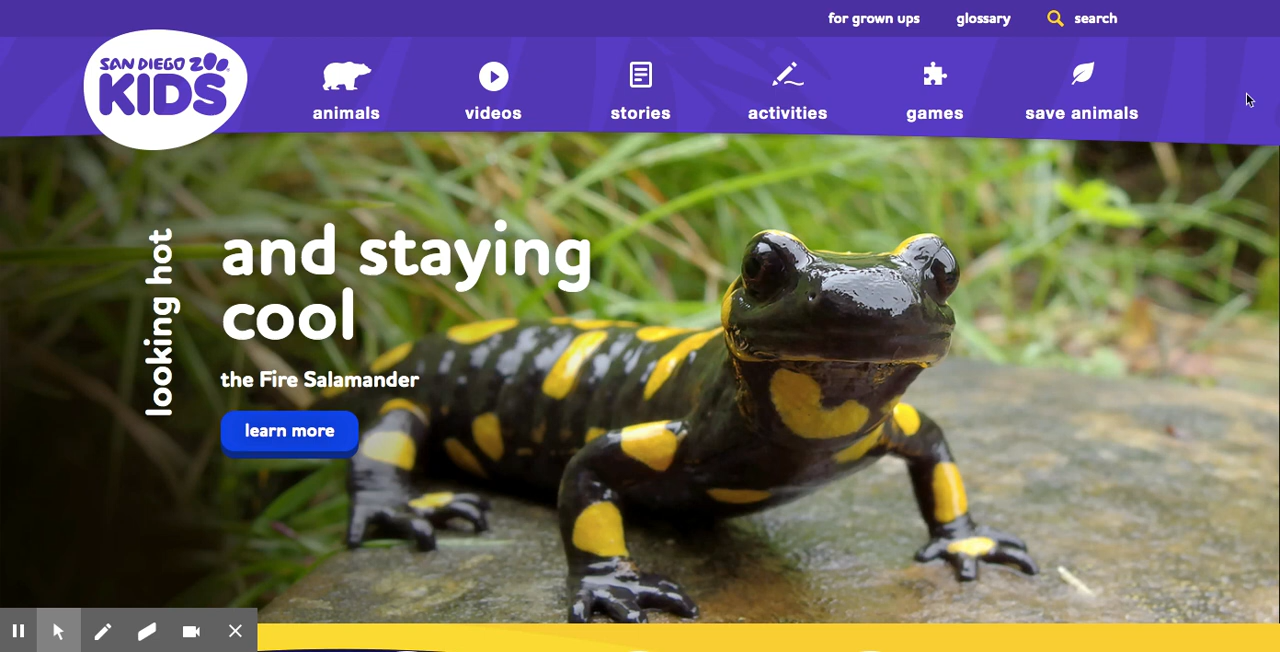 for grown ups
glossary
search
SAN DIEGO ZOO
KIDS
animals
videos
stories
activities
games
save animals
looking hot
and staying
cool
the Fire Salamander
learn more